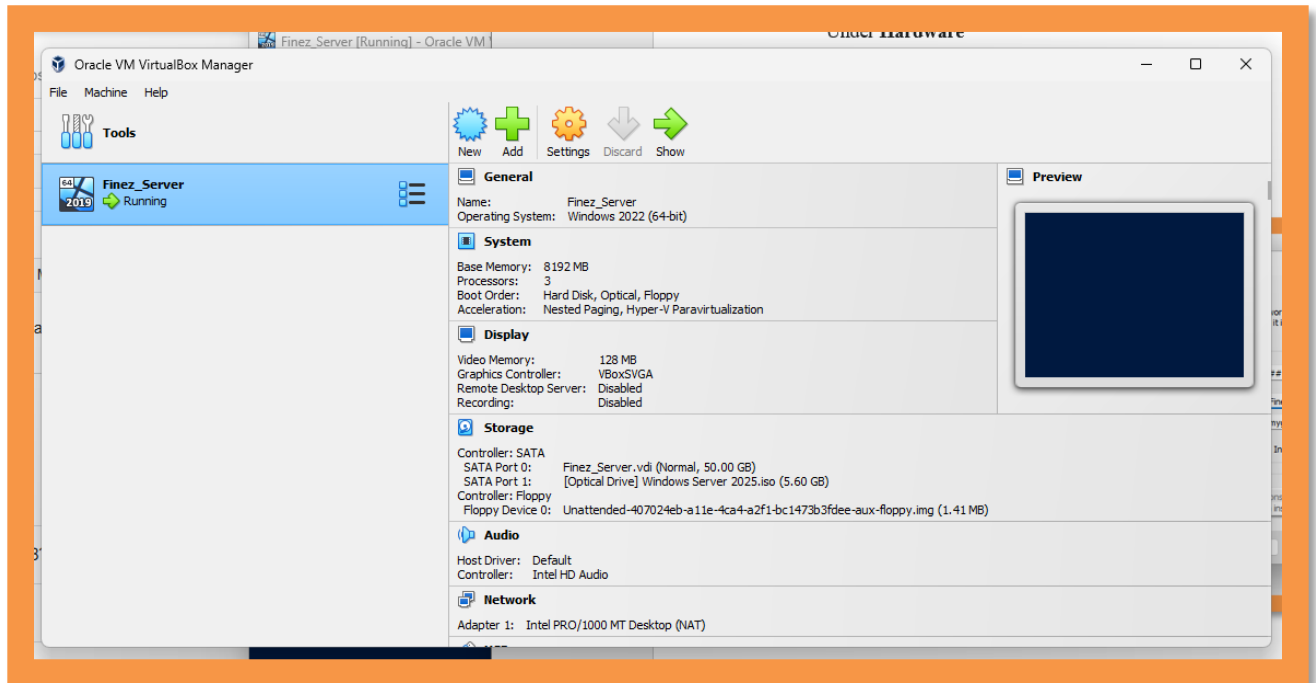 Under Hardware
Finez_Server [Running] - Oracle VM
Oracle VM VirtualBox Manager
File Machine Help
Tools
New Add Settings Discard Show
64
2019
Finez_Server
Running
General
Name: Finez_Server
Operating System: Windows 2022 (64-bit)
Preview
System
Base Memory: 8192 MB
Processors: 3
Boot Order: Hard Disk, Optical, Floppy
Acceleration: Nested Paging, Hyper-V Paravirtualization
Display
Video Memory: 128 MB
Graphics Controller: VBoxSVGA
Remote Desktop Server: Disabled
Recording: Disabled
Storage
Controller: SATA
SATA Port 0: Finez_Server.vdi (Normal, 50.00 GB)
SATA Port 1: [Optical Drive] Windows Server 2025.iso (5.60 GB)
Controller: Floppy
Floppy Device 0: Unattended-407024eb-a11e-4ca4-a2f1-bc1473b3fdee-aux-floppy.img (1.41 MB)
Audio
Host Driver: Default
Controller: Intel HD Audio
Network
Adapter 1: Intel PRO/1000 MT Desktop (NAT)